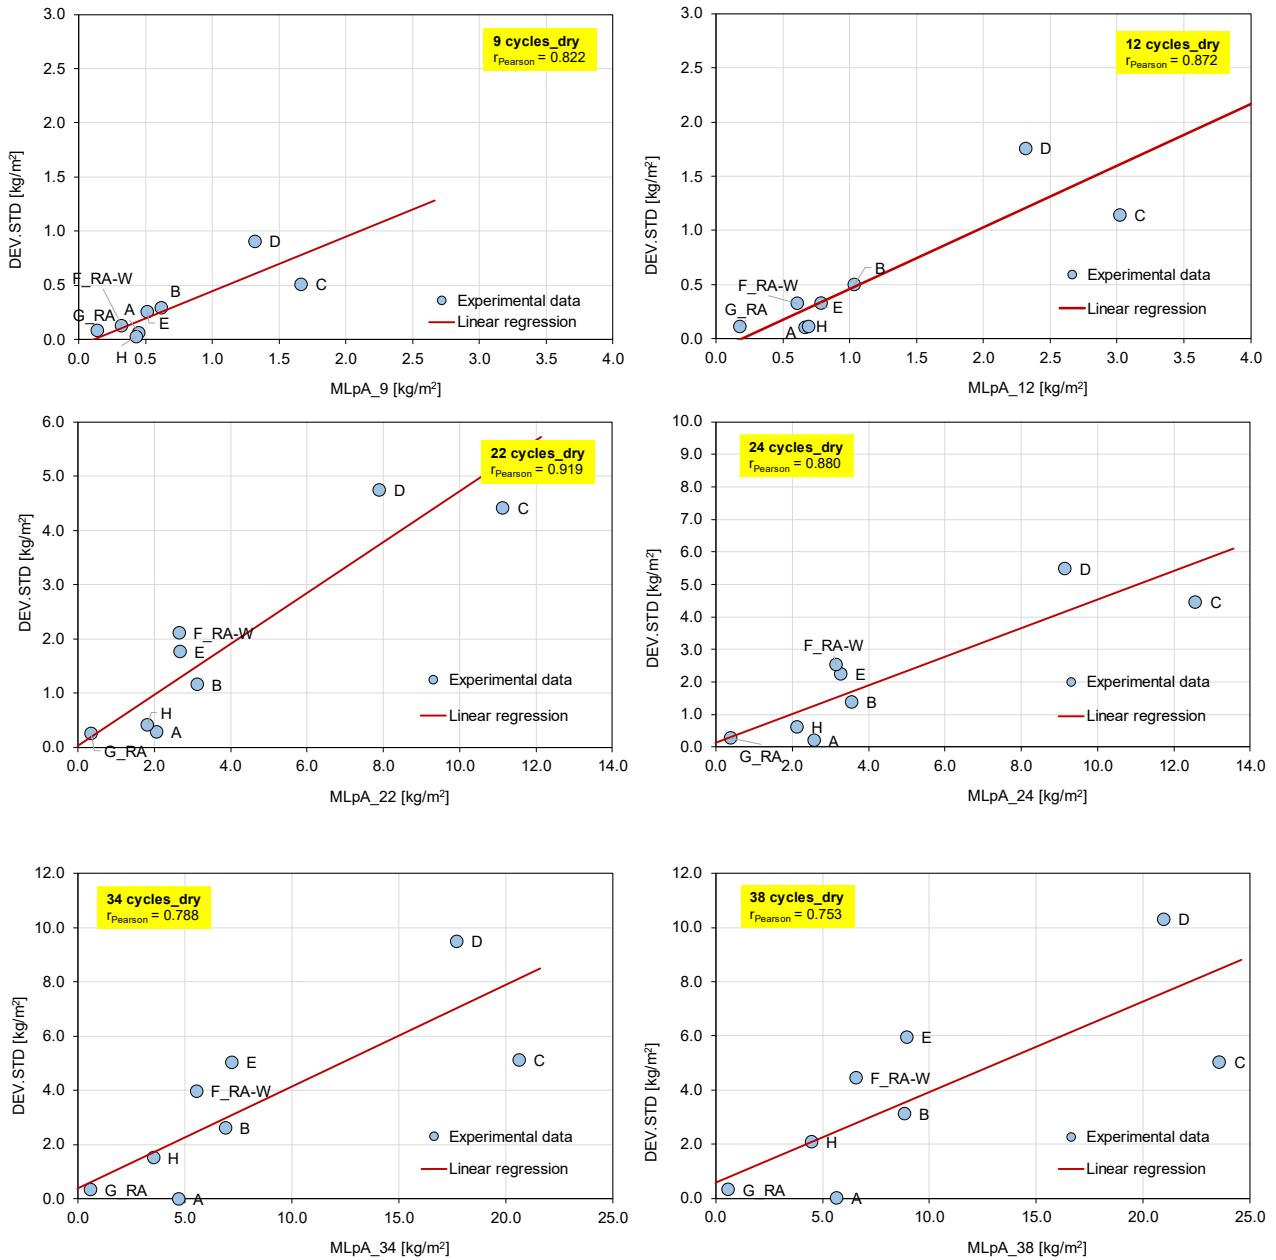 9 cycles_dry
rPearson = 0.822
DEV.STD [kg/m²]
3.0
2.5
2.0
1.5
1.0
0.5
0.0
D
C
B
F_RA-W
A
G_RA
E
H
Experimental data
Linear regression
0.0 0.5 1.0 1.5 2.0 2.5 3.0 3.5 4.0
MLpA_9 [kg/m²]
12 cycles_dry
rPearson = 0.872
DEV.STD [kg/m²]
3.0
2.5
2.0
1.5
1.0
0.5
0.0
D
C
B
F_RA-W
G_RA
E
A
H
Experimental data
Linear regression
0.0 0.5 1.0 1.5 2.0 2.5 3.0 3.5 4.0
MLpA_12 [kg/m²]
22 cycles_dry
rPearson = 0.919
DEV.STD [kg/m²]
6.0
5.0
4.0
3.0
2.0
1.0
0.0
D
C
F_RA-W
E
B
H
A
G_RA
Experimental data
Linear regression
0.0 2.0 4.0 6.0 8.0 10.0 12.0 14.0
MLpA_22 [kg/m²]
24 cycles_dry
rPearson = 0.880
DEV.STD [kg/m²]
10.0
9.0
8.0
7.0
6.0
5.0
4.0
3.0
2.0
1.0
0.0
D
C
F_RA-W
E
B
H
A
G_RA
Experimental data
Linear regression
0.0 2.0 4.0 6.0 8.0 10.0 12.0 14.0
MLpA_24 [kg/m²]
34 cycles_dry
rPearson = 0.788
DEV.STD [kg/m²]
12.0
10.0
8.0
6.0
4.0
2.0
0.0
D
C
E
F_RA-W
B
H
G_RA
A
Experimental data
Linear regression
0.0 5.0 10.0 15.0 20.0 25.0
MLpA_34 [kg/m²]
38 cycles_dry
rPearson = 0.753
DEV.STD [kg/m²]
12.0
10.0
8.0
6.0
4.0
2.0
0.0
D
C
E
F_RA-W
B
H
G_RA
A
Experimental data
Linear regression
0.0 5.0 10.0 15.0 20.0 25.0
MLpA_38 [kg/m²]